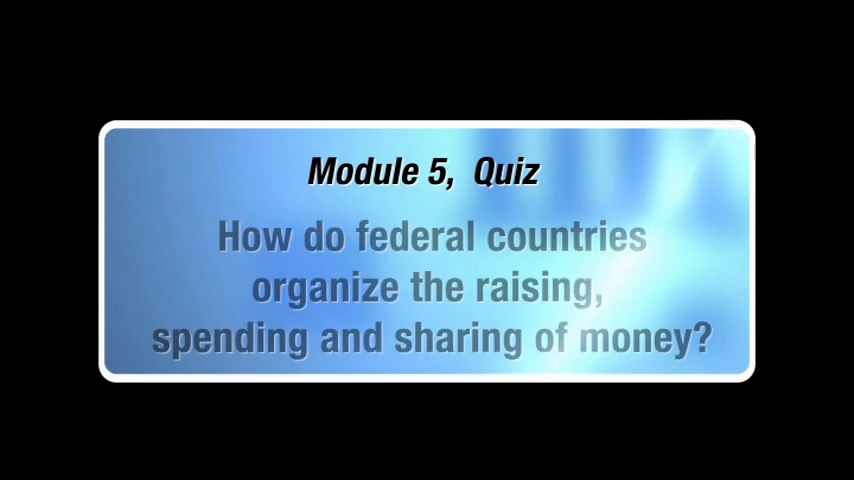 Module 5, Quiz
How do federal countries
organize the raising,
spending and sharing of money?